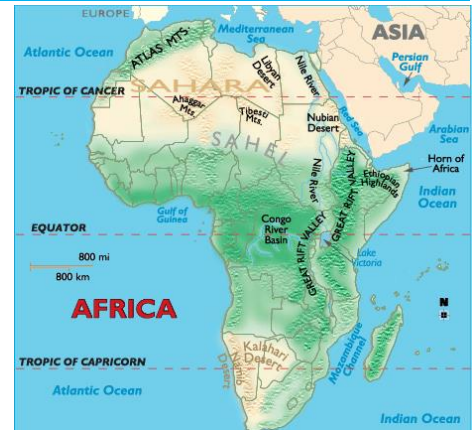 EUROPE
Mediterranean
Sea
ASIA
Atlantic Ocean
ATLAS MTS.
Persian
Gulf
Libyan
Desert
Nile River
SAHARA
TROPIC OF CANCER
Ahaggar
Mts.
Tibesti
Mts.
Nubian
Desert
Red Sea
Arabian
Sea
SAHEL
Nile River
GREAT RIFT VALLEY
Ethiopian
Highlands
Horn of
Africa
Indian
Ocean
Gulf of
Guinea
Congo
River
Basin
GREAT RIFT VALLEY
EQUATOR
Lake
Victoria
800 mi
800 km
AFRICA
N
Mozambique
Channel
TROPIC OF CAPRICORN
Namib
Desert
Kalahari
Desert
Atlantic Ocean
Indian Ocean